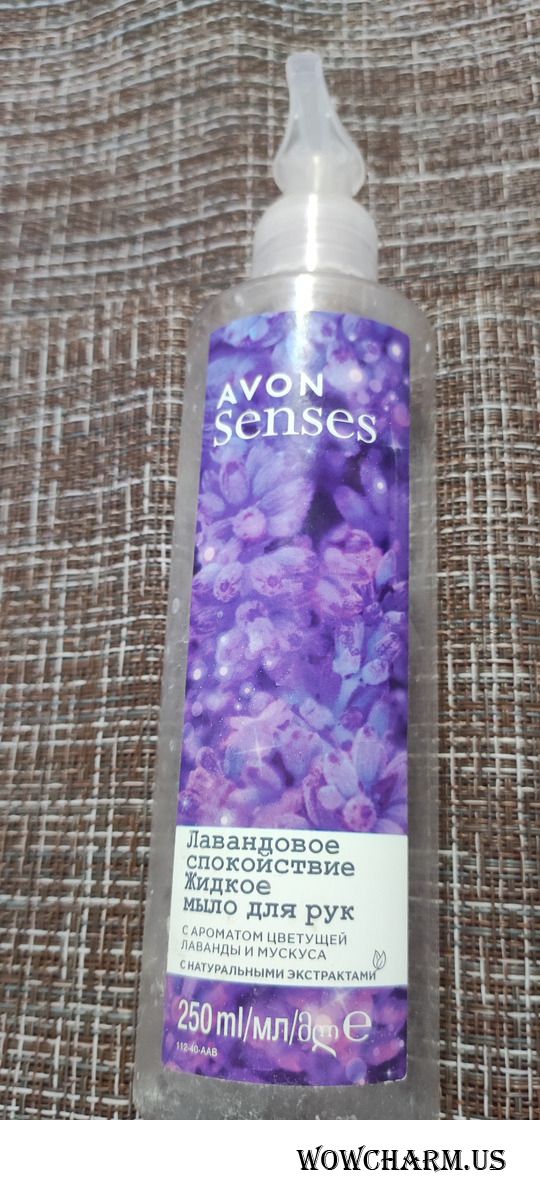 AVON
senses
Лавандовое
спокойствие
Жидкое
мыло для рук
С АРОМАТОМ ЦВЕТУЩЕЙ
ЛАВАНДЫ И МУСКУСА
С НАТУРАЛЬНЫМИ ЭКСТРАКТАМИ
250 ml/мл/მლ e
112-40-AAB
WOWCHARM.US